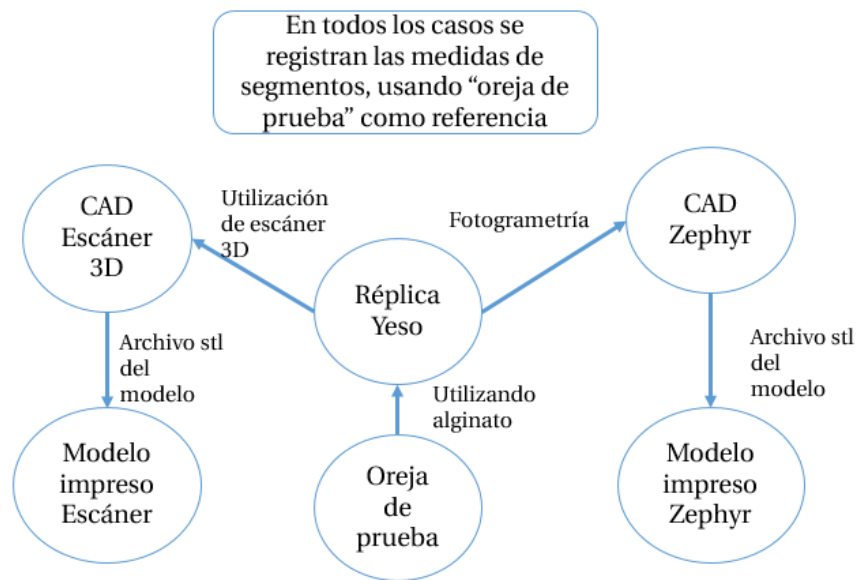 En todos los casos se
registran las medidas de
segmentos, usando “oreja de
prueba” como referencia
CAD
Escáner
3D
Utilización
de escáner
3D
Fotogrametría
CAD
Zephyr
Réplica
Yeso
Archivo stl
del
modelo
Archivo stl
del
modelo
Utilizando
alginato
Modelo
impreso
Escáner
Oreja
de
prueba
Modelo
impreso
Zephyr